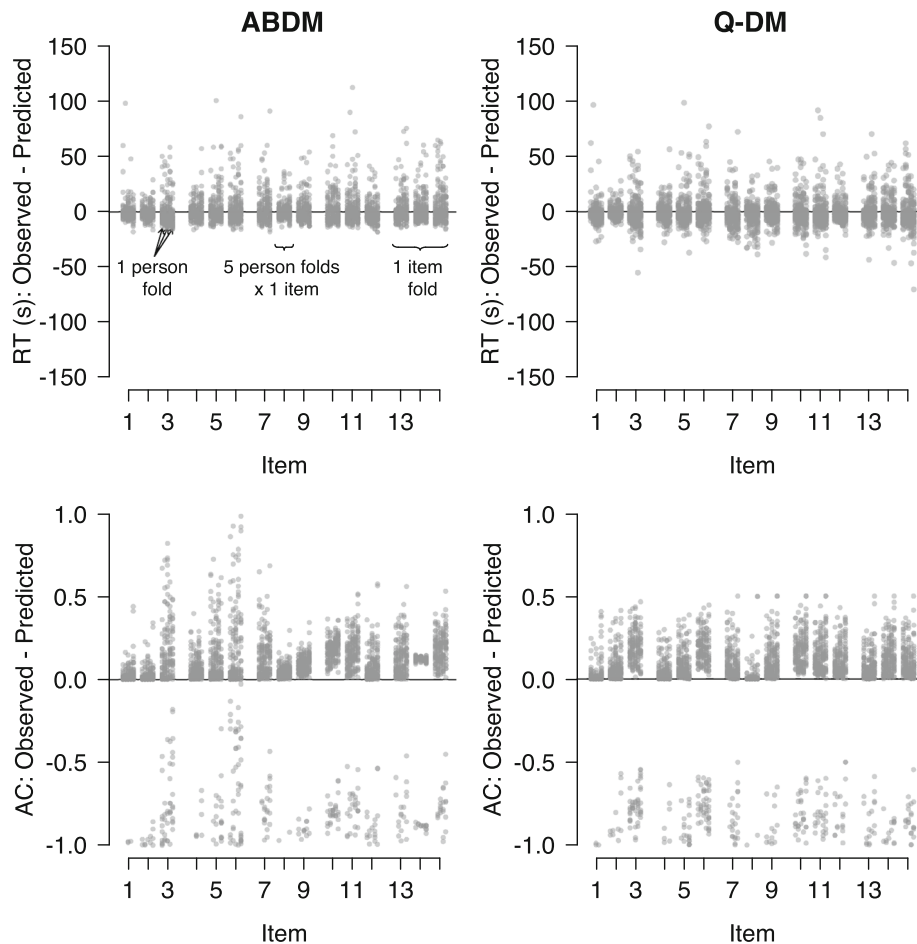 ABDM
Q-DM
RT (s): Observed - Predicted
150
100
50
0
-50
-100
-150
1 person
fold
5 person folds
x 1 item
1 item
fold
1 3 5 7 9 11 13
Item
RT (s): Observed - Predicted
150
100
50
0
-50
-100
-150
1 3 5 7 9 11 13
Item
AC: Observed - Predicted
1.0
0.5
0.0
-0.5
-1.0
1 3 5 7 9 11 13
Item
AC: Observed - Predicted
1.0
0.5
0.0
-0.5
-1.0
1 3 5 7 9 11 13
Item